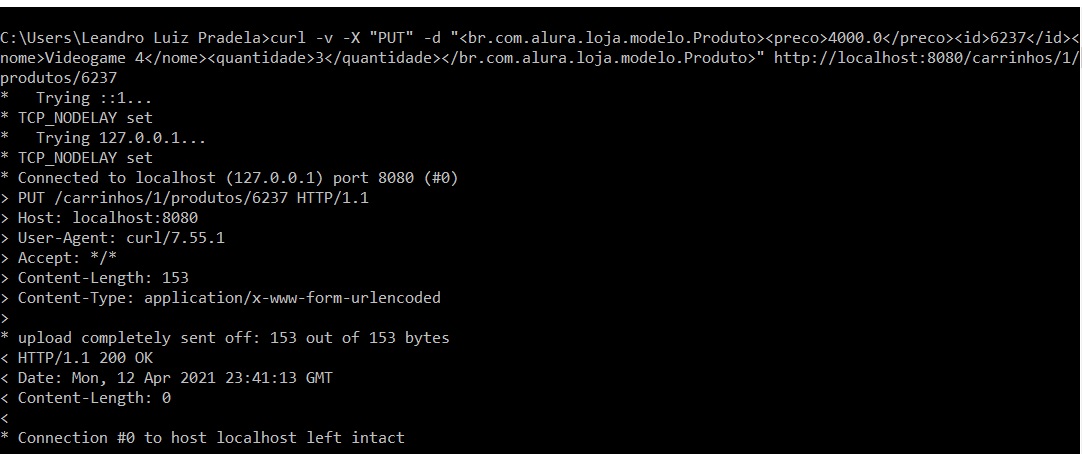 C:\Users\Leandro Luiz Pradela>curl -v -X "PUT" -d "<br.com.alura.loja.modelo.Produto><preco>4000.0</preco><id>6237</id><
nome>Videogame 4</nome><quantidade>3</quantidade></br.com.alura.loja.modelo.Produto>" http://localhost:8080/carrinhos/1/
produtos/6237
*   Trying ::1...
* TCP_NODELAY set
*   Trying 127.0.0.1...
* TCP_NODELAY set
* Connected to localhost (127.0.0.1) port 8080 (#0)
> PUT /carrinhos/1/produtos/6237 HTTP/1.1
> Host: localhost:8080
> User-Agent: curl/7.55.1
> Accept: */*
> Content-Length: 153
> Content-Type: application/x-www-form-urlencoded
>
* upload completely sent off: 153 out of 153 bytes
< HTTP/1.1 200 OK
< Date: Mon, 12 Apr 2021 23:41:13 GMT
< Content-Length: 0
<
* Connection #0 to host localhost left intact